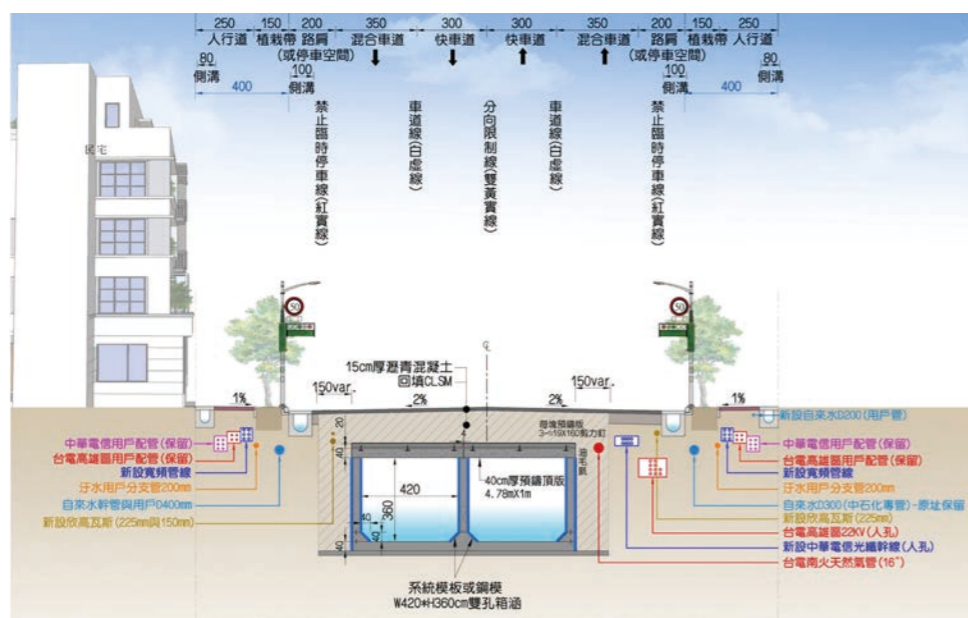 250 150 200 350 300 300 350 200 150 250
人行道 植栽帶 路肩 混合車道 快車道 快車道 混合車道 路肩 植栽帶 人行道
(或停車空間) (或停車空間)
80 80
側溝 側溝
100 100
側溝 側溝
400 400
禁止臨時停車線(紅實線)
車道線(白虛線)
分向限制線(雙黃實線)
車道線(白虛線)
禁止臨時停車線(紅實線)
民宅
50 50
15cm厚瀝青混凝土
回填CLSM
150var. 150var.
1% 2% 2% 1%
20
40
420
360
40
40
40
40cm厚預鑄頂版
4.78mX1m
油毛氈
系統模板或鋼模
W420*H360cm雙孔箱涵
中華電信用戶配管(保留)
台電高雄區用戶配管(保留)
新設寬頻管線
汙水用戶分支管200mm
自來水幹管與用戶D400mm
新設欣高瓦斯(225mm與150mm)
新設自來水D200(用戶管)
中華電信用戶配管(保留)
台電高雄區用戶配管(保留)
新設寬頻管線
汙水用戶分支管200mm
自來水D300(中石化專管)-原址保留
新設欣高瓦斯(225mm)
台電高雄區22KV(人孔)
新設中華電信光纖幹線(人孔)
台電南火天然氣管(16")